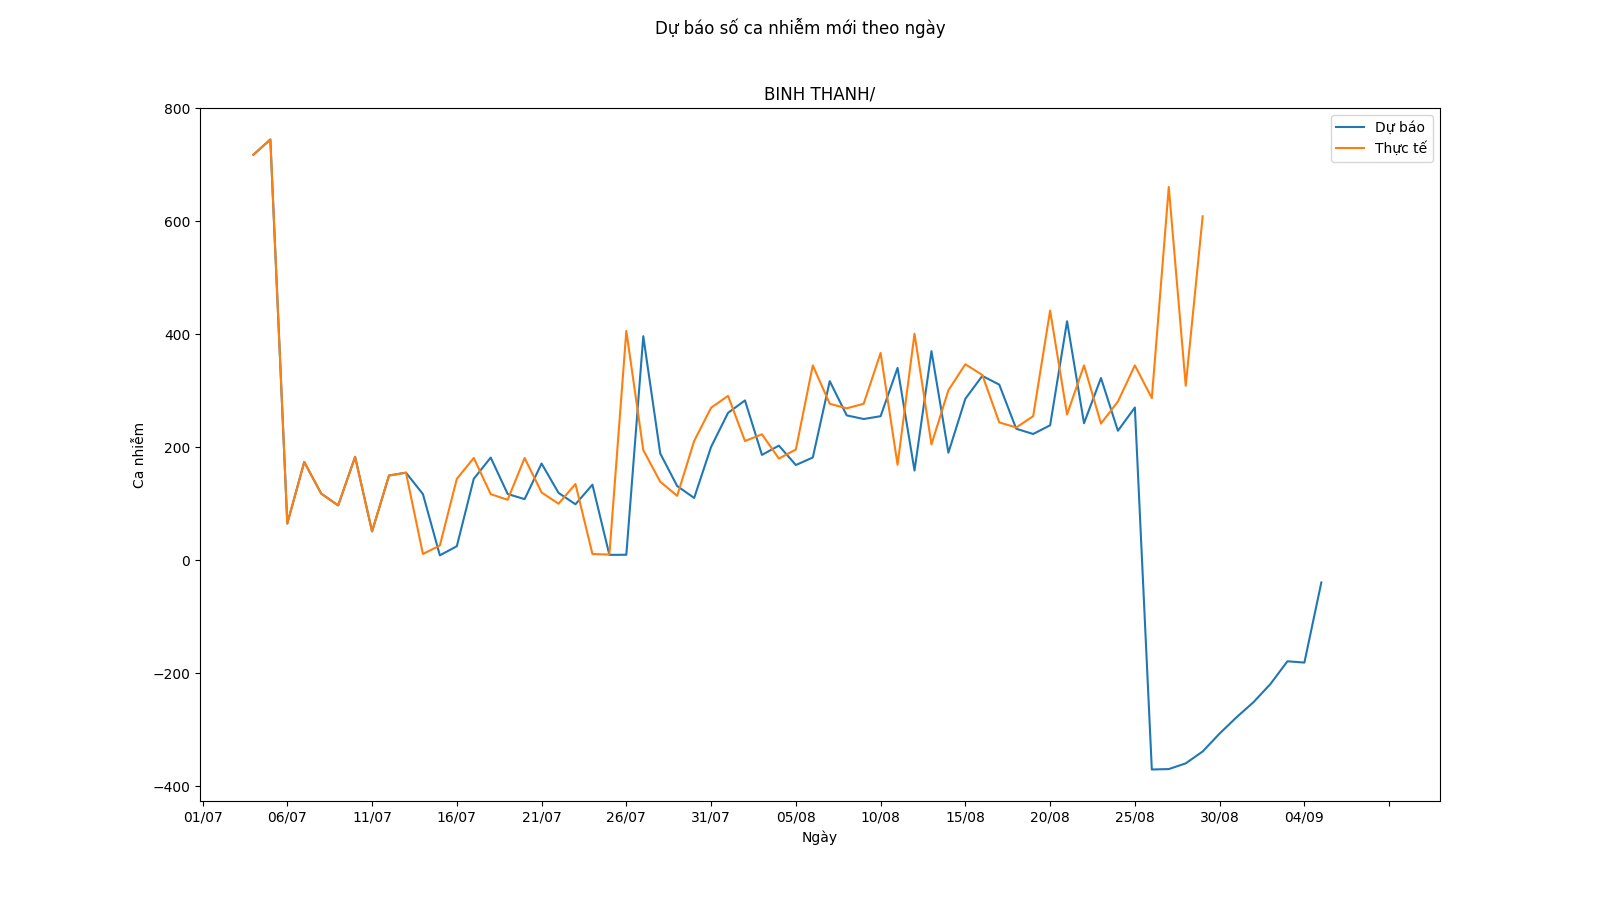 Dự báo số ca nhiễm mới theo ngày
BINH THANH/
Dự báo
Thực tế
800
600
400
200
0
−200
−400
Ca nhiễm
01/07 06/07 11/07 16/07 21/07 26/07 31/07 05/08 10/08 15/08 20/08 25/08 30/08 04/09
Ngày